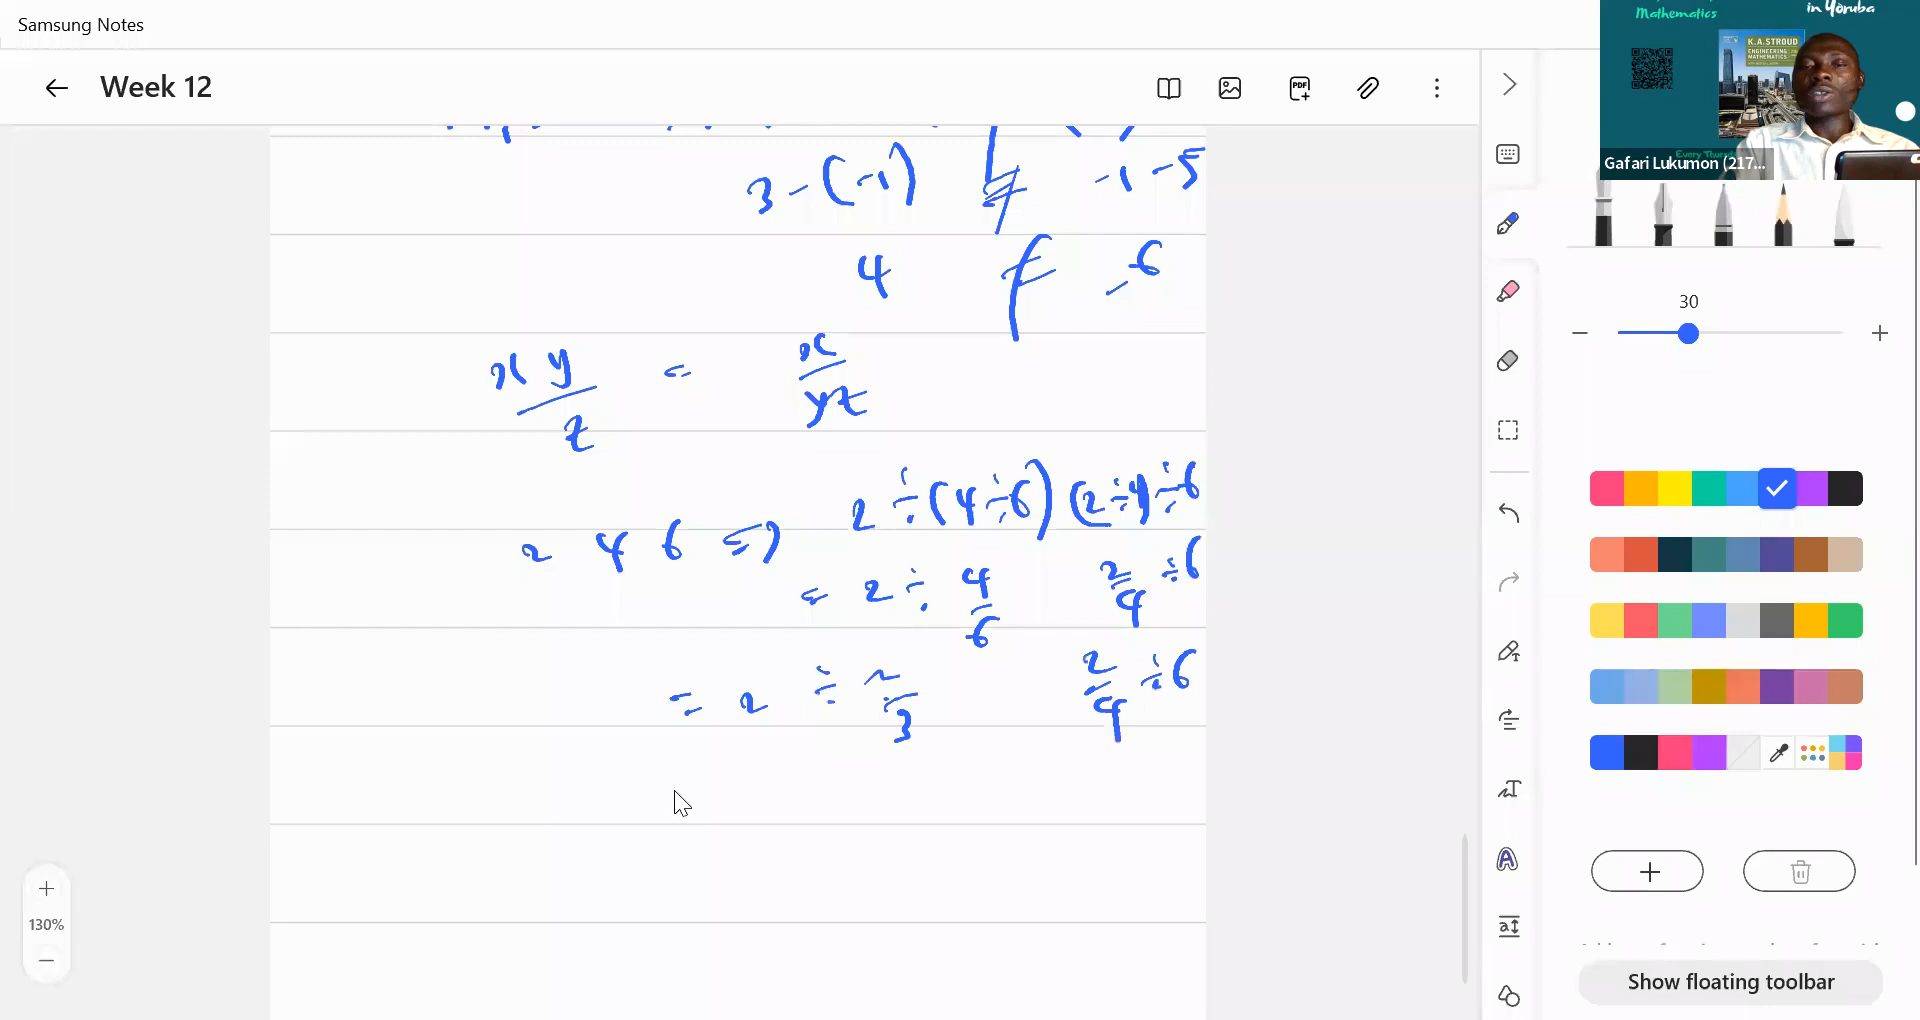 Samsung Notes
Mathematics
in Yorùbá
Week 12
K.A. STROUD
ENGINEERING
MATHEMATICS
Gafari Lukumon (217...
3 - (-1) ≠ -1 - 5
4 ≠ -6
30
xy/z = x/yz
2 4 6 => 2 ÷ (4 ÷ 6) (2 ÷ 4) ÷ 6
= 2 ÷ 4/6 2/4 ÷ 6
= 2 ÷ 2/3 2/4 ÷ 6
130%
Show floating toolbar